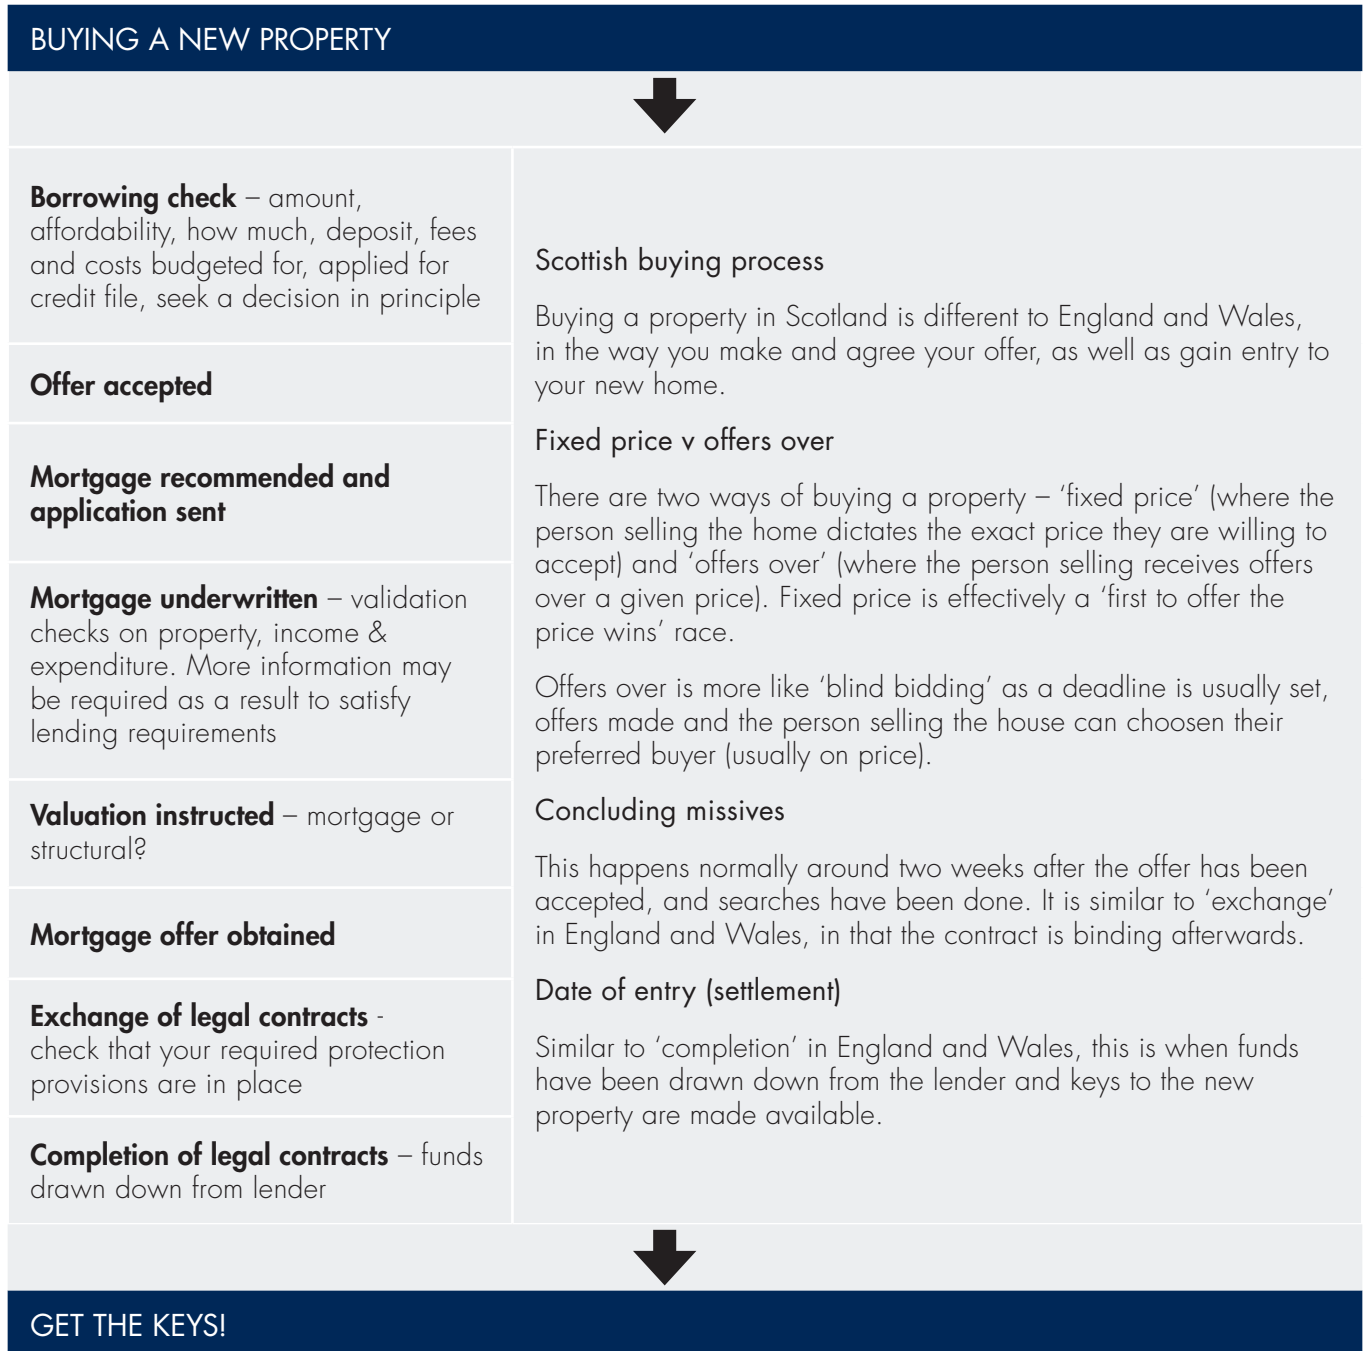 BUYING A NEW PROPERTY
Borrowing check – amount,
affordability, how much, deposit, fees
and costs budgeted for, applied for
credit file, seek a decision in principle
Offer accepted
Mortgage recommended and
application sent
Mortgage underwritten – validation
checks on property, income &
expenditure. More information may
be required as a result to satisfy
lending requirements
Valuation instructed – mortgage or
structural?
Mortgage offer obtained
Exchange of legal contracts -
check that your required protection
provisions are in place
Completion of legal contracts – funds
drawn down from lender
Scottish buying process
Buying a property in Scotland is different to England and Wales,
in the way you make and agree your offer, as well as gain entry to
your new home.
Fixed price v offers over
There are two ways of buying a property – ‘fixed price’ (where the
person selling the home dictates the exact price they are willing to
accept) and ‘offers over’ (where the person selling receives offers
over a given price). Fixed price is effectively a ‘first to offer the
price wins’ race.
Offers over is more like ‘blind bidding’ as a deadline is usually set,
offers made and the person selling the house can choosen their
preferred buyer (usually on price).
Concluding missives
This happens normally around two weeks after the offer has been
accepted, and searches have been done. It is similar to ‘exchange’
in England and Wales, in that the contract is binding afterwards.
Date of entry (settlement)
Similar to ‘completion’ in England and Wales, this is when funds
have been drawn down from the lender and keys to the new
property are made available.
GET THE KEYS!